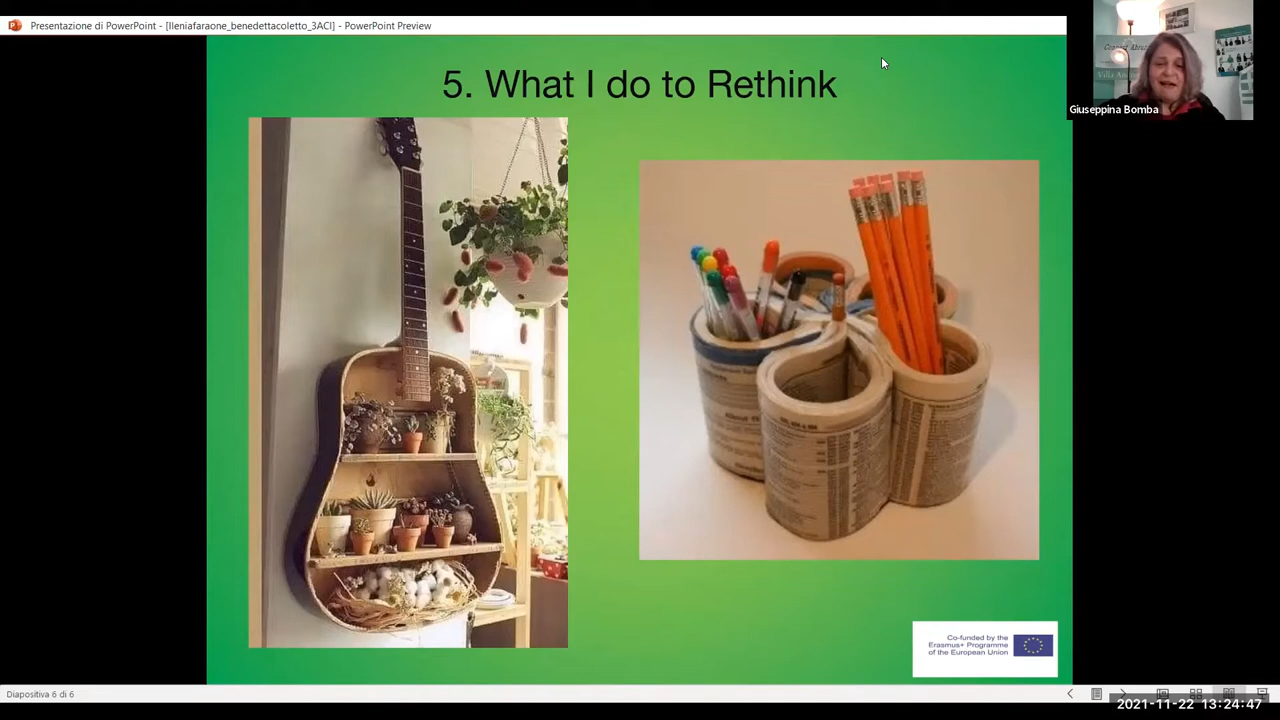 Presentazione di PowerPoint - [Ileniafaraone_benedettacoletto_3ACI] - PowerPoint Preview
5. What I do to Rethink
Giuseppina Bomba
Co-funded by the
Erasmus+ Programme
of the European Union
Diapositiva 6 di 6
2021-11-22 13:24:47